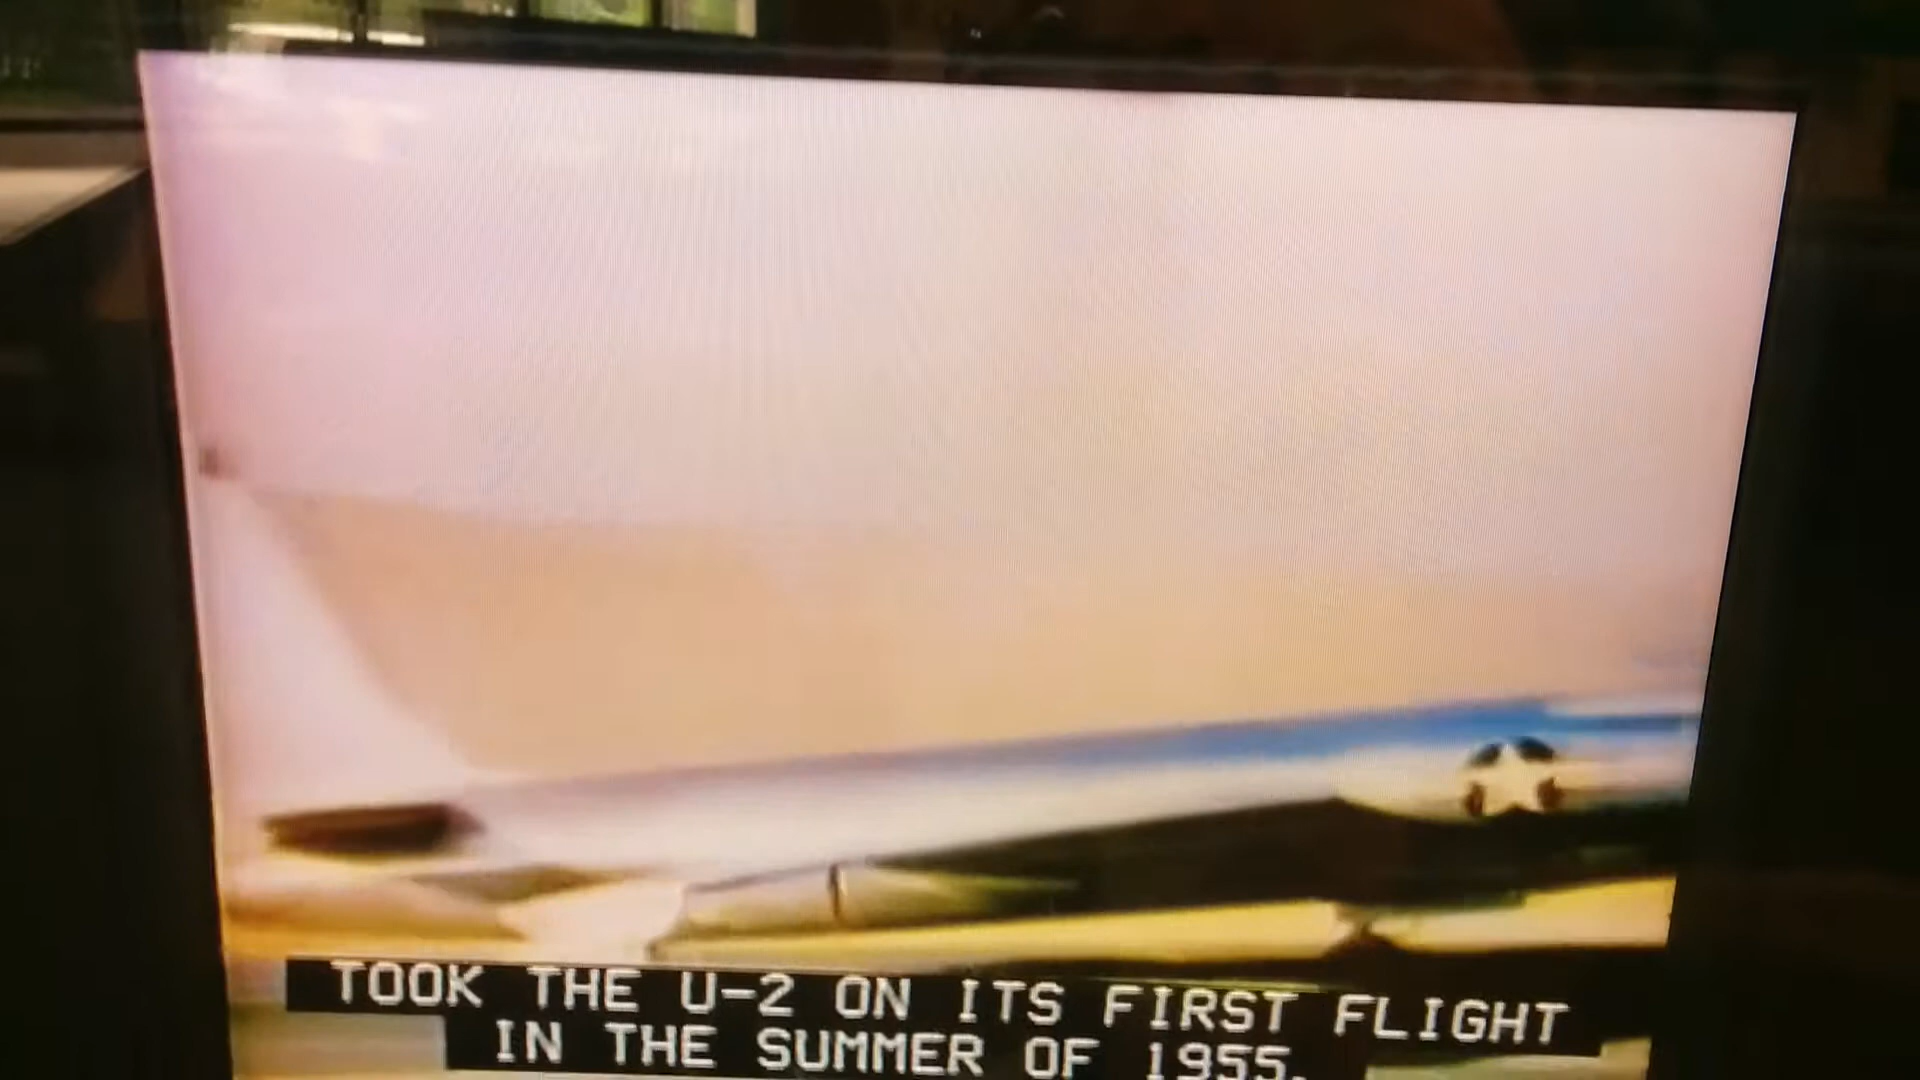 TOOK THE U-2 ON ITS FIRST FLIGHT
IN THE SUMMER OF 1955.